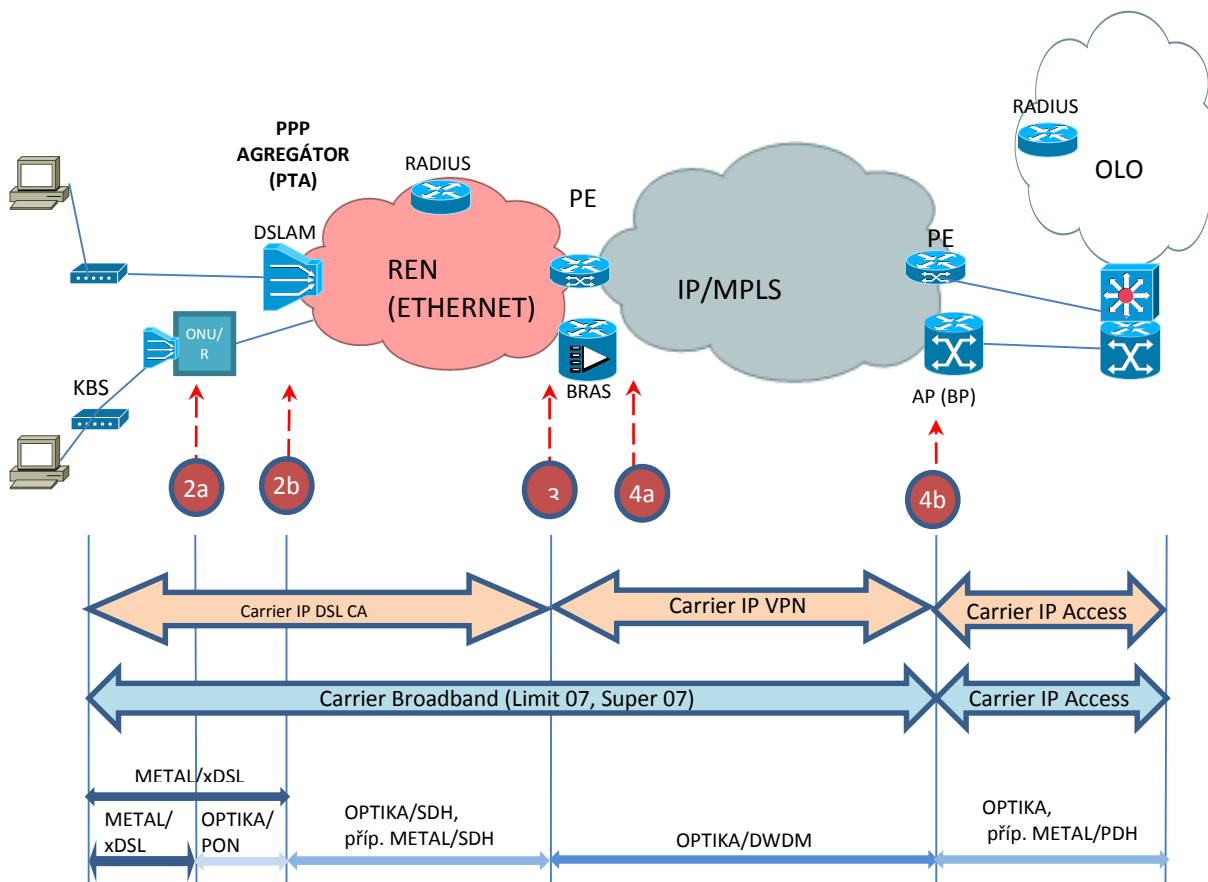 RADIUS
OLO
PPP
AGREGÁTOR
(PTA)
RADIUS
PE
DSLAM
PE
REN
(ETHERNET)
IP/MPLS
ONU/
R
KBS
BRAS
AP (BP)
2a
2b
3
4a
4b
Carrier IP DSL CA
Carrier IP VPN
Carrier IP Access
Carrier Broadband (Limit 07, Super 07)
Carrier IP Access
METAL/xDSL
METAL/
xDSL
OPTIKA/
PON
OPTIKA/SDH,
příp. METAL/SDH
OPTIKA/DWDM
OPTIKA,
příp. METAL/PDH